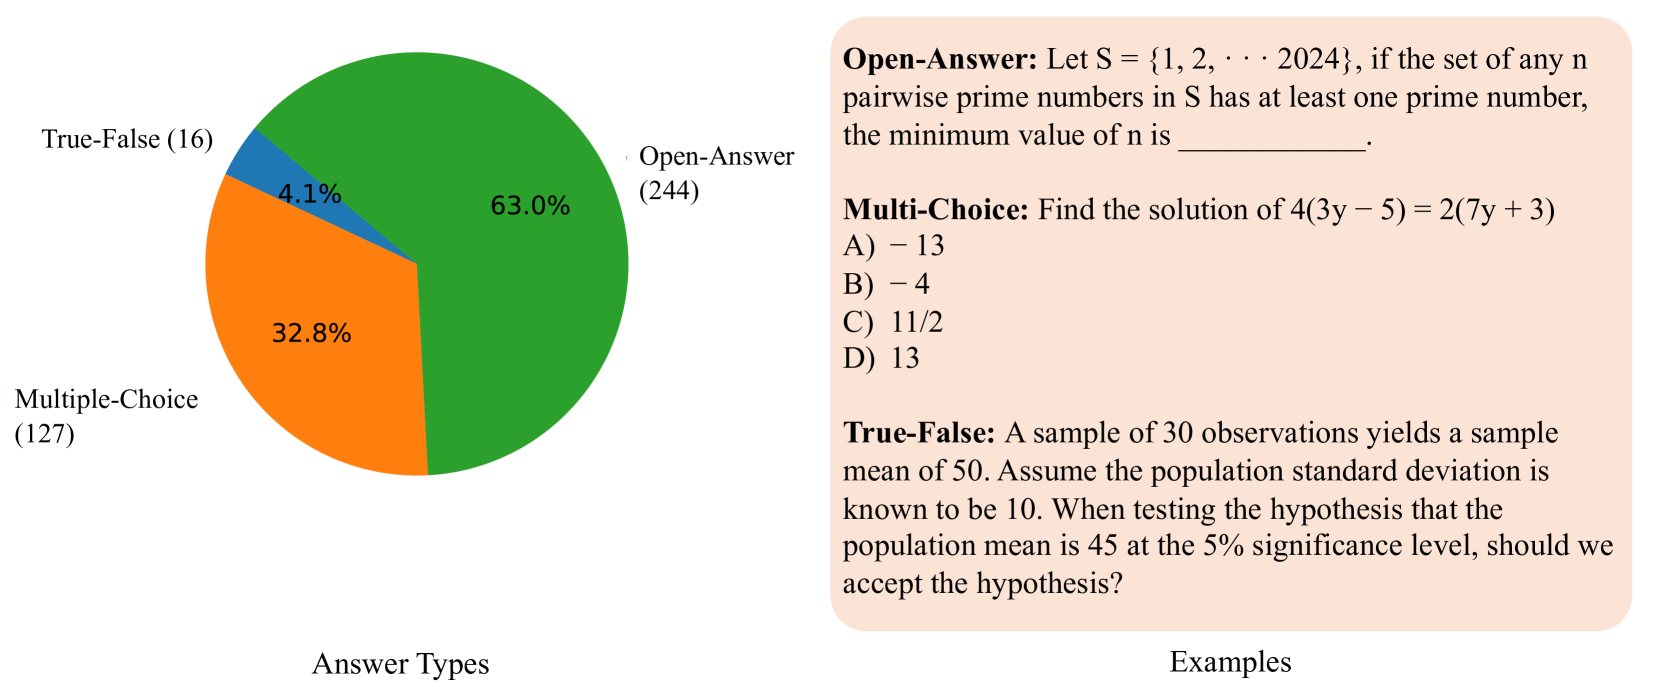 True-False (16)
4.1%
63.0%
Open-Answer
(244)
32.8%
Multiple-Choice
(127)
Answer Types
Open-Answer: Let S = {1, 2, · · · 2024}, if the set of any n
pairwise prime numbers in S has at least one prime number,
the minimum value of n is _____________.
Multi-Choice: Find the solution of 4(3y − 5) = 2(7y + 3)
A) − 13
B) − 4
C) 11/2
D) 13
True-False: A sample of 30 observations yields a sample
mean of 50. Assume the population standard deviation is
known to be 10. When testing the hypothesis that the
population mean is 45 at the 5% significance level, should we
accept the hypothesis?
Examples